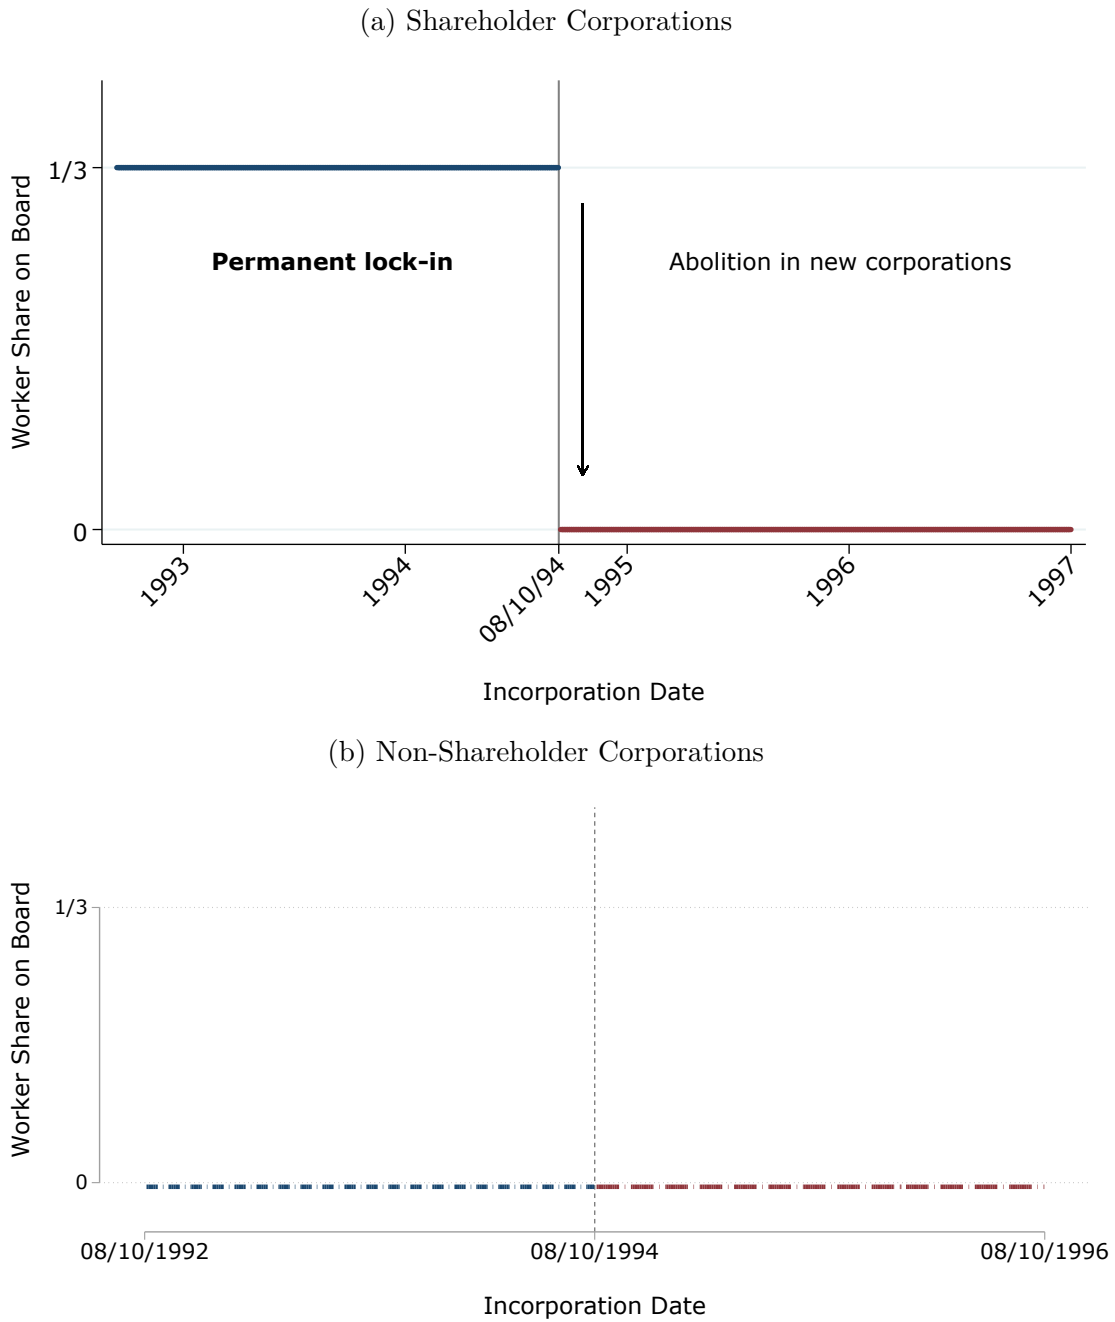 (a) Shareholder Corporations
Worker Share on Board
1/3
Permanent lock-in
Abolition in new corporations
0
1993
1994
08/10/94
1995
1996
1997
Incorporation Date
(b) Non-Shareholder Corporations
Worker Share on Board
1/3
0
08/10/1992
08/10/1994
08/10/1996
Incorporation Date